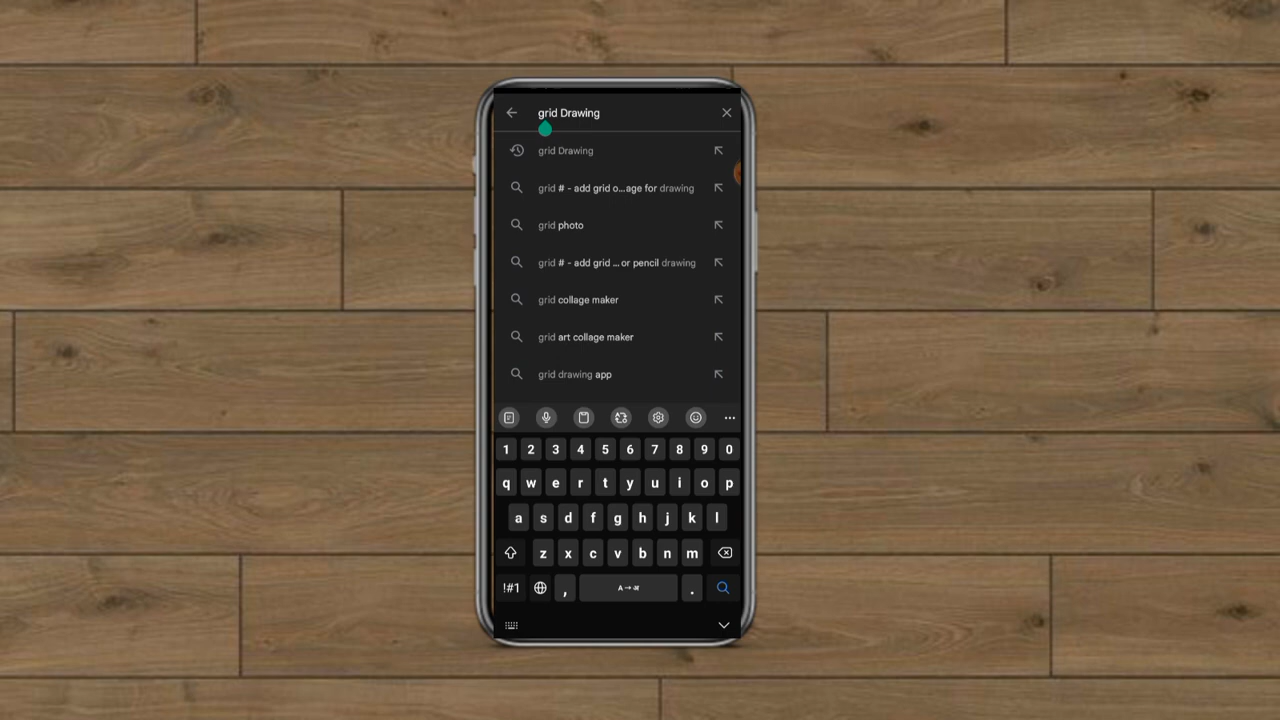 grid Drawing
grid Drawing
grid # - add grid o...age for drawing
grid photo
grid # - add grid ... or pencil drawing
grid collage maker
grid art collage maker
grid drawing app
1 2 3 4 5 6 7 8 9 0
q w e r t y u i o p
a s d f g h j k l
z x c v b n m
!#1 , A→अ .